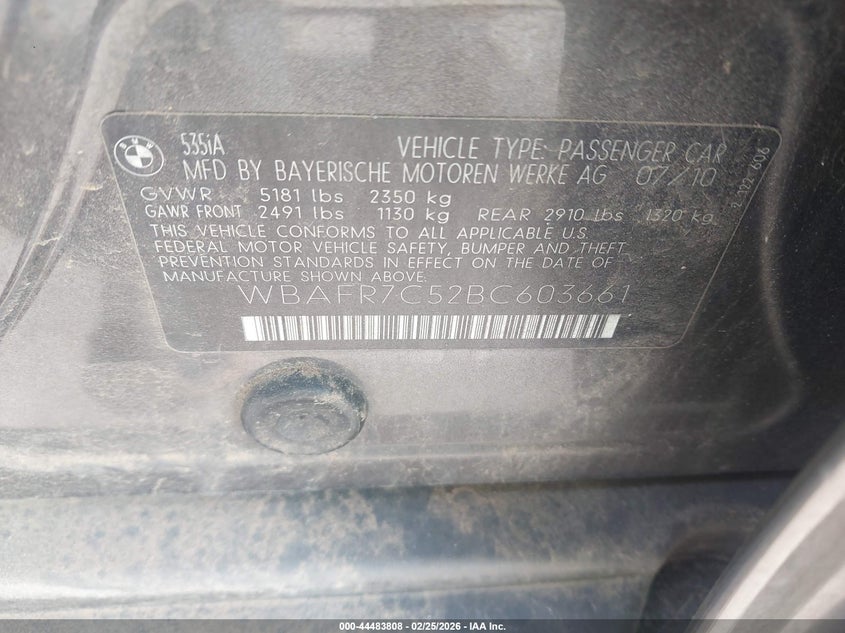 BMW
535iA VEHICLE TYPE: PASSENGER CAR
MFD BY BAYERISCHE MOTOREN WERKE AG 07/10
GVWR 5181 lbs 2350 kg
GAWR FRONT 2491 lbs 1130 kg REAR 2910 lbs 1320 kg
THIS VEHICLE CONFORMS TO ALL APPLICABLE U.S.
FEDERAL MOTOR VEHICLE SAFETY, BUMPER AND THEFT
PREVENTION STANDARDS IN EFFECT ON THE DATE OF
MANUFACTURE SHOWN ABOVE.
WBAFR7C52BC603661
000-44483808 - 02/25/2026 - IAA Inc.